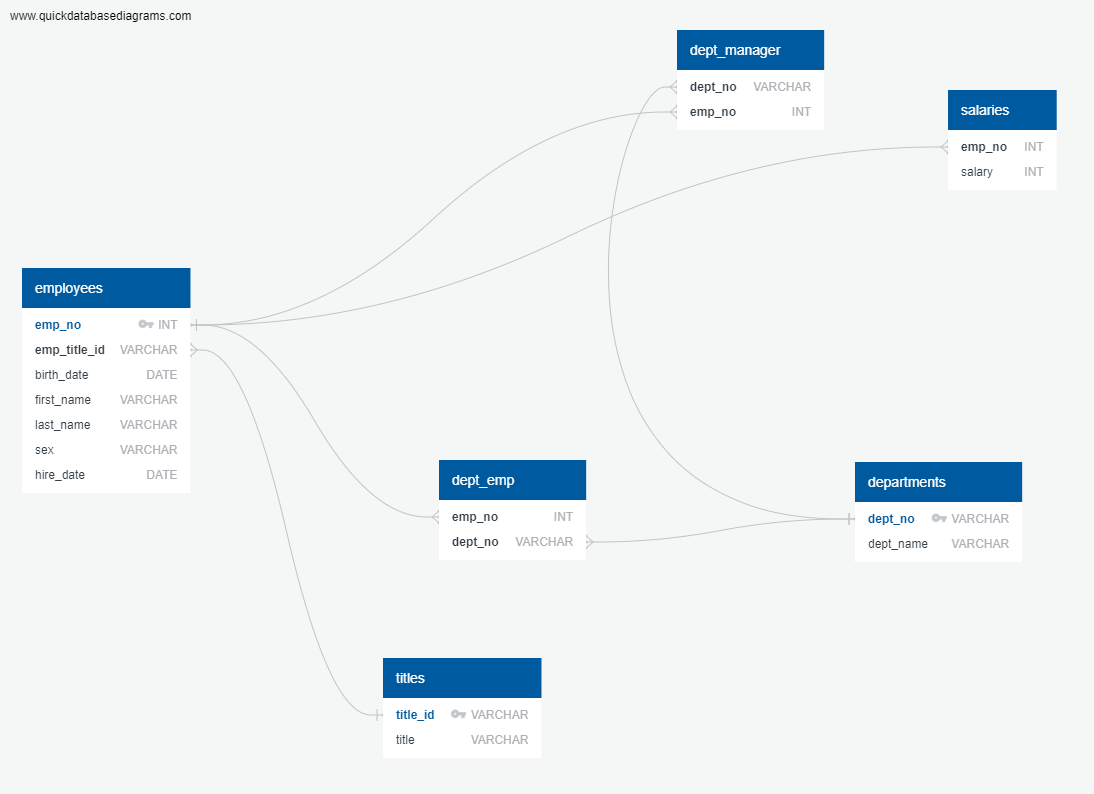 www.quickdatabasediagrams.com
dept_manager
dept_no VARCHAR
emp_no INT
salaries
emp_no INT
salary INT
employees
emp_no INT
emp_title_id VARCHAR
birth_date DATE
first_name VARCHAR
last_name VARCHAR
sex VARCHAR
hire_date DATE
dept_emp
emp_no INT
dept_no VARCHAR
departments
dept_no VARCHAR
dept_name VARCHAR
titles
title_id VARCHAR
title VARCHAR